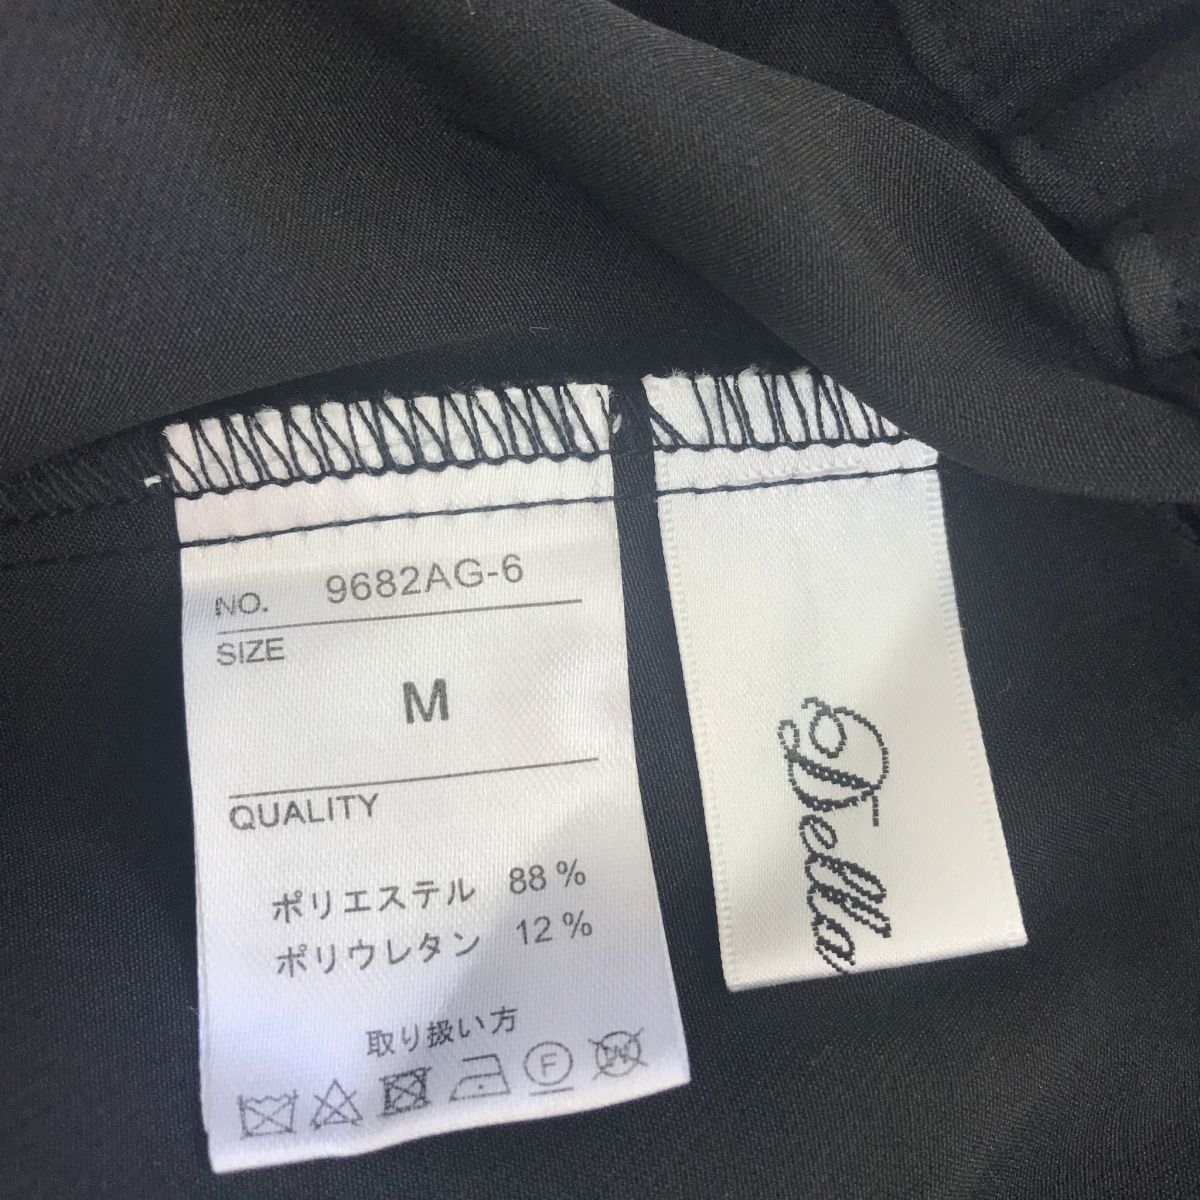 NO. 9682AG-6
SIZE
M
QUALITY
ポリエステル 88%
ポリウレタン 12%
取り扱い方
F W
Della